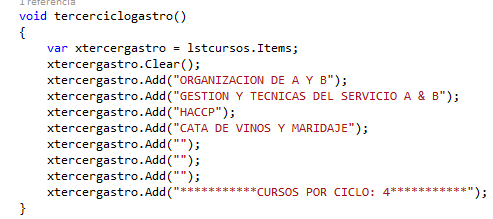 1 referencia
void tercerciclogastro()
{
var xtercergastro = lstcursos.Items;
xtercergastro.Clear();
xtercergastro.Add("ORGANIZACION DE A Y B");
xtercergastro.Add("GESTION Y TECNICAS DEL SERVICIO A & B");
xtercergastro.Add("HACCP");
xtercergastro.Add("CATA DE VINOS Y MARIDAJE");
xtercergastro.Add("");
xtercergastro.Add("");
xtercergastro.Add("");
xtercergastro.Add("***********CURSOS POR CICLO: 4***********");
}